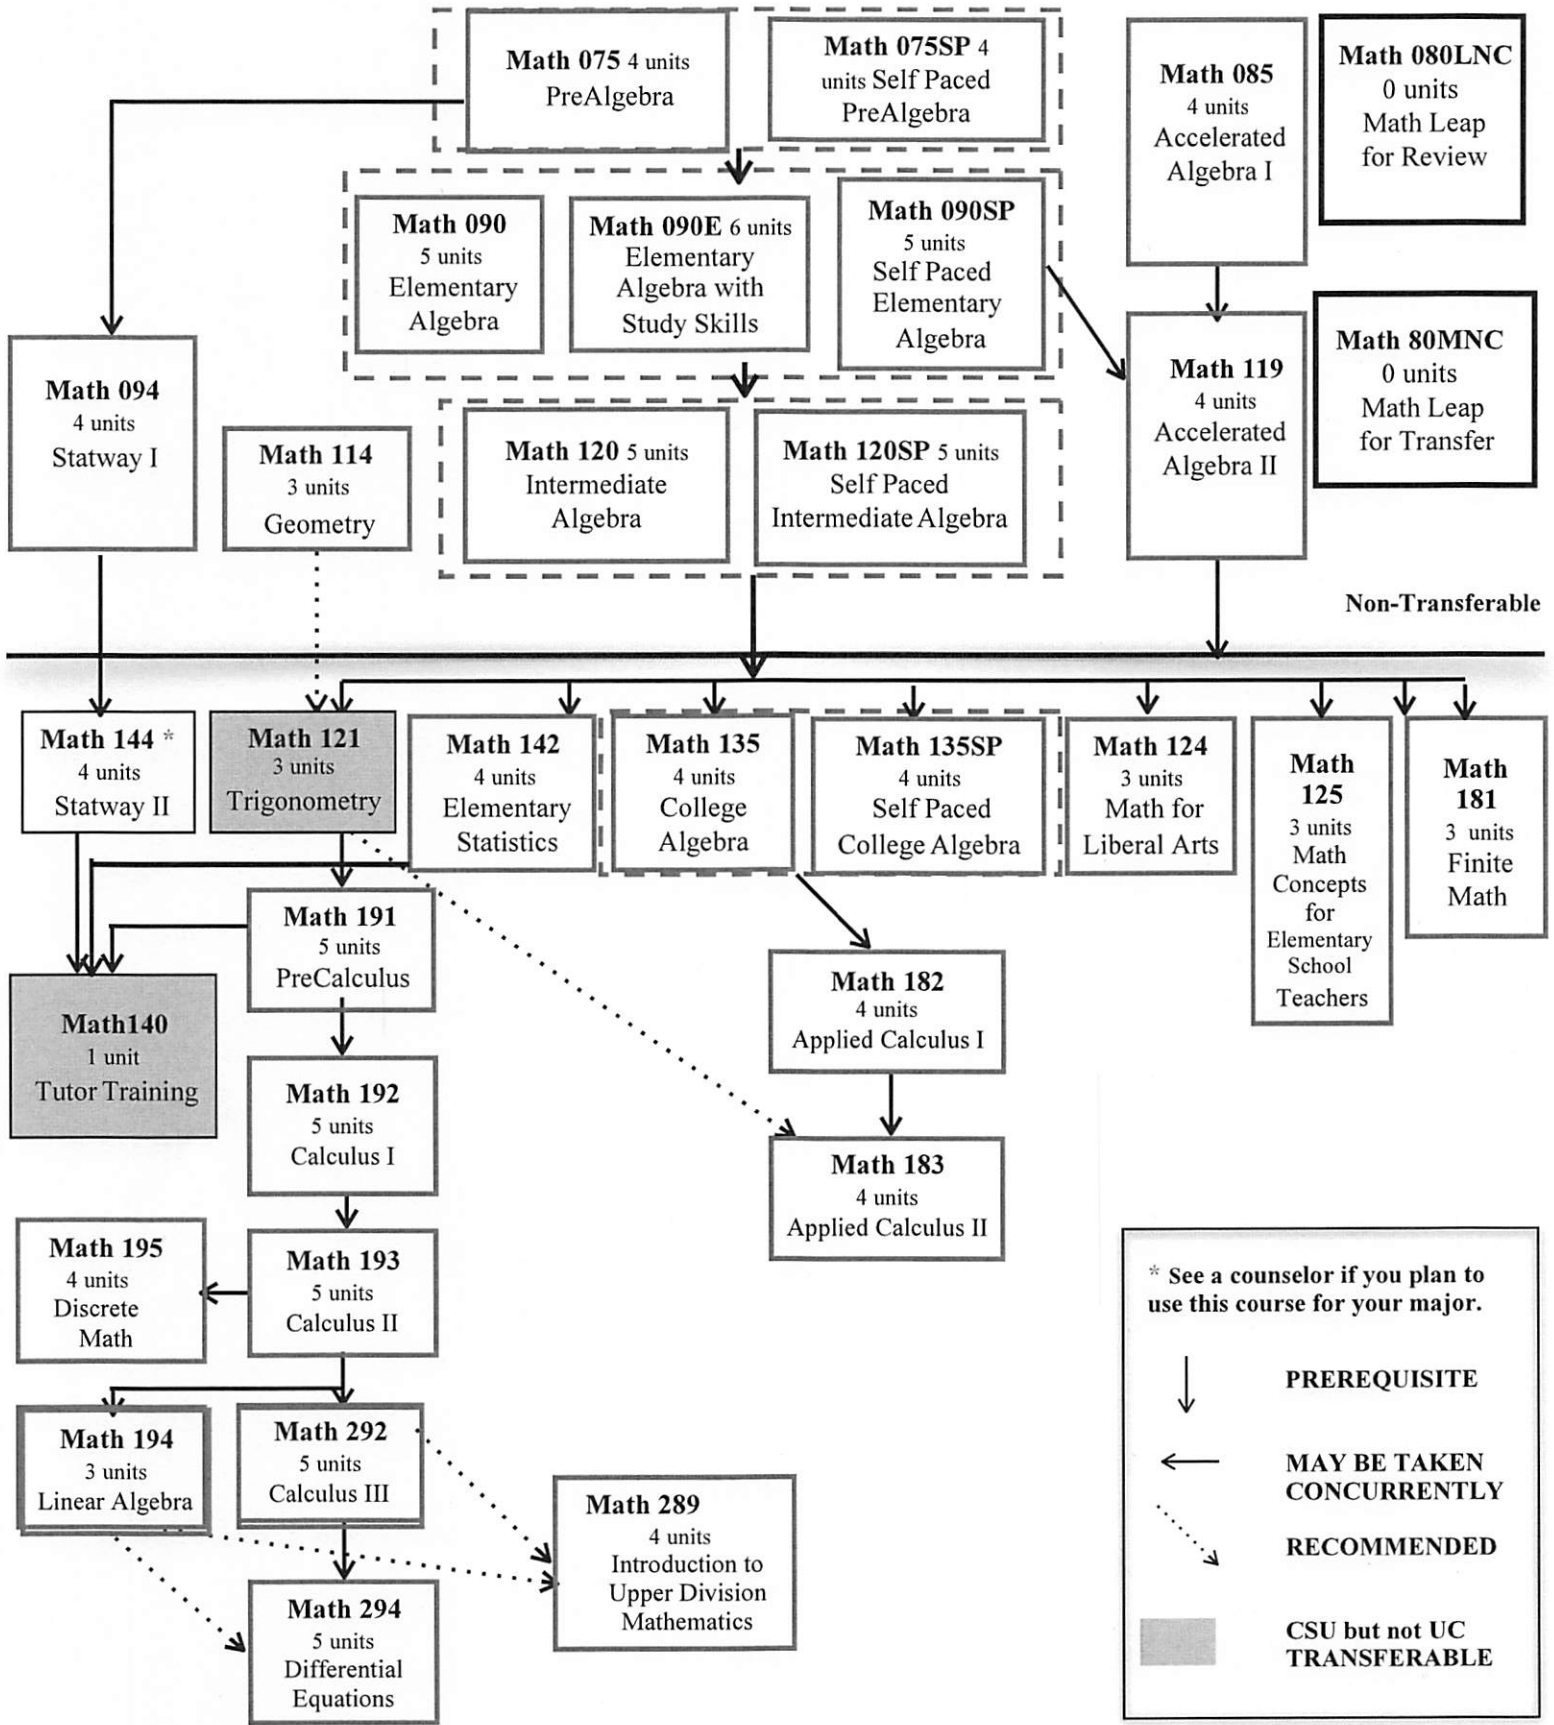 Math 075 4 units
PreAlgebra
Math 075SP 4
units Self Paced
PreAlgebra
Math 085
4 units
Accelerated
Algebra I
Math 080LNC
0 units
Math Leap
for Review
Math 090
5 units
Elementary
Algebra
Math 090E 6 units
Elementary
Algebra with
Study Skills
Math 090SP
5 units
Self Paced
Elementary
Algebra
Math 119
4 units
Accelerated
Algebra II
Math 80MNC
0 units
Math Leap
for Transfer
Math 094
4 units
Statway I
Math 114
3 units
Geometry
Math 120 5 units
Intermediate
Algebra
Math 120SP 5 units
Self Paced
Intermediate Algebra
Non-Transferable
Math 144 *
4 units
Statway II
Math 121
3 units
Trigonometry
Math 142
4 units
Elementary
Statistics
Math 135
4 units
College
Algebra
Math 135SP
4 units
Self Paced
College Algebra
Math 124
3 units
Math for
Liberal Arts
Math
125
3 units
Math
Concepts
for
Elementary
School
Teachers
Math
181
3 units
Finite
Math
Math 191
5 units
PreCalculus
Math140
1 unit
Tutor Training
Math 182
4 units
Applied Calculus I
Math 192
5 units
Calculus I
Math 183
4 units
Applied Calculus II
Math 195
4 units
Discrete
Math
Math 193
5 units
Calculus II
Math 194
3 units
Linear Algebra
Math 292
5 units
Calculus III
Math 289
4 units
Introduction to
Upper Division
Mathematics
Math 294
5 units
Differential
Equations
* See a counselor if you plan to
use this course for your major.
PREREQUISITE
MAY BE TAKEN
CONCURRENTLY
RECOMMENDED
CSU but not UC
TRANSFERABLE